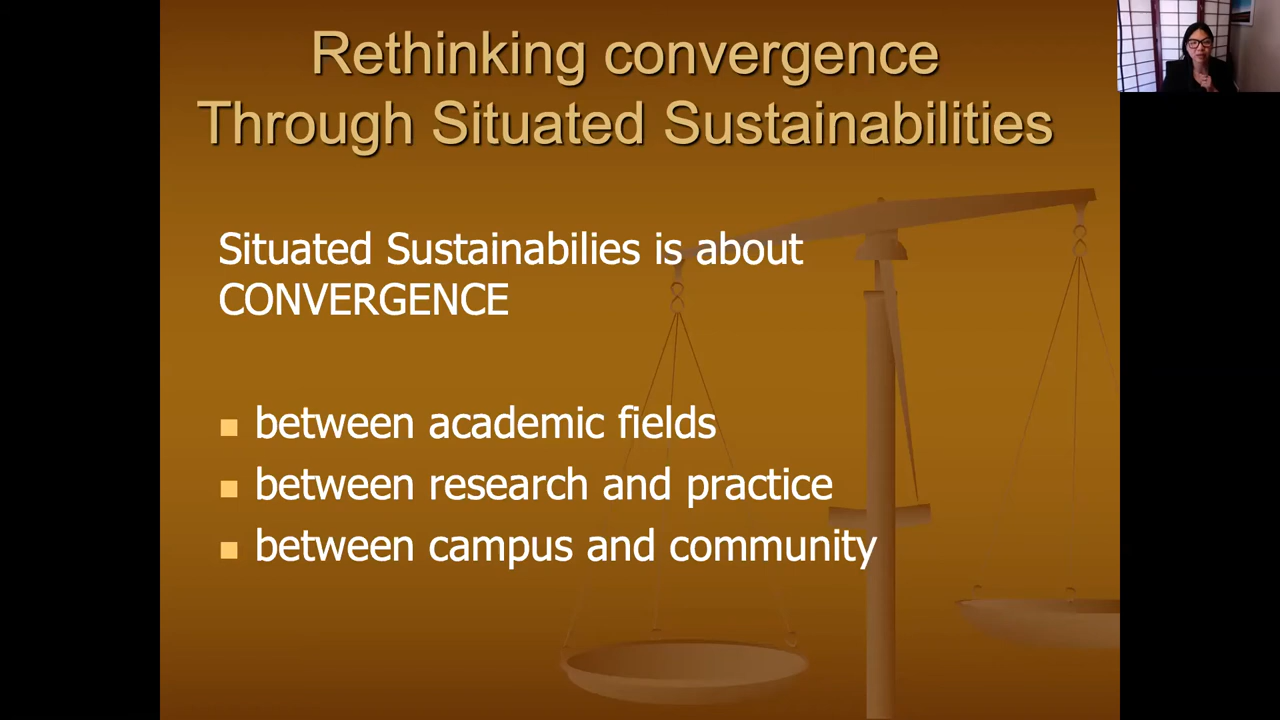 Rethinking convergence
Through Situated Sustainabilities
Situated Sustainabilies is about
CONVERGENCE
between academic fields
between research and practice
between campus and community